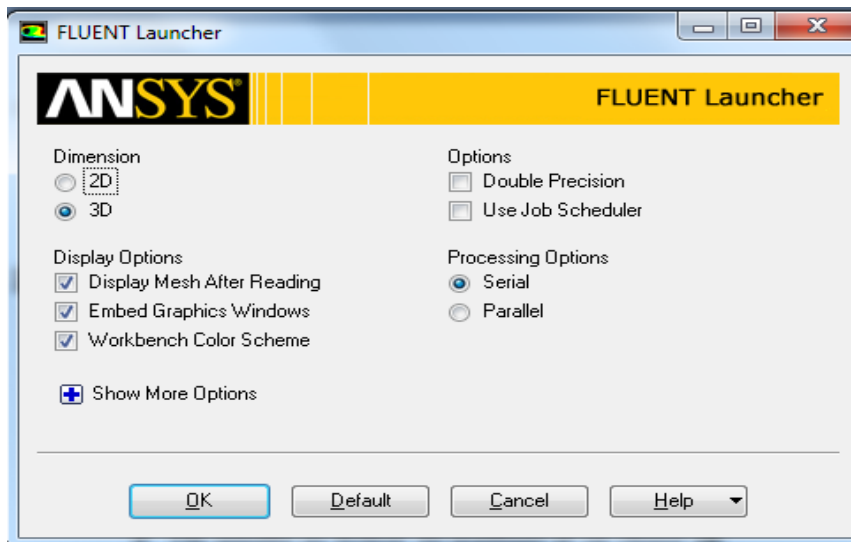 FLUENT Launcher
ANSYS®
FLUENT Launcher
Dimension
2D
3D
Options
Double Precision
Use Job Scheduler
Display Options
Display Mesh After Reading
Embed Graphics Windows
Workbench Color Scheme
Processing Options
Serial
Parallel
Show More Options
OK
Default
Cancel
Help